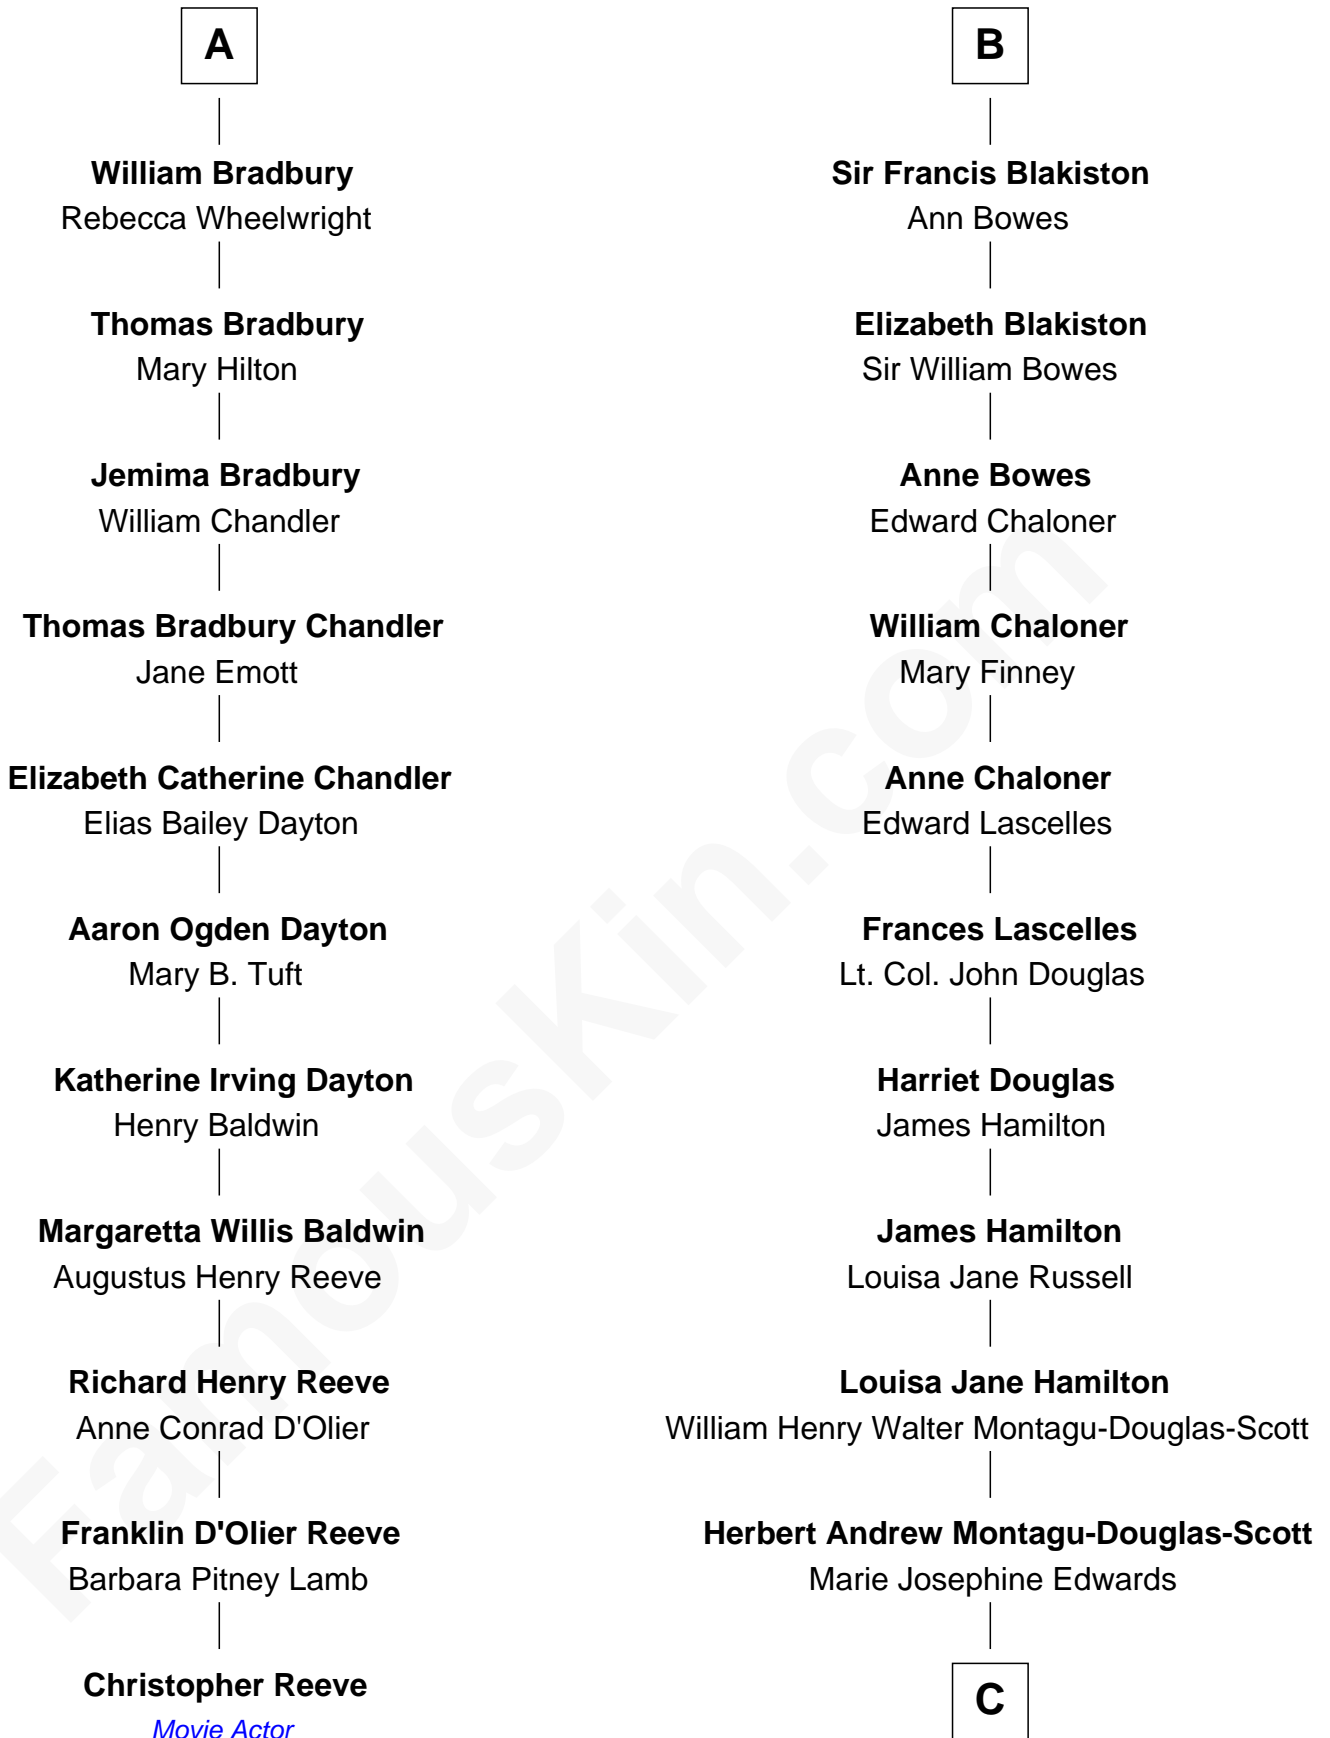 A
William Bradbury
Rebecca Wheelwright
Thomas Bradbury
Mary Hilton
Jemima Bradbury
William Chandler
Thomas Bradbury Chandler
Jane Emott
Elizabeth Catherine Chandler
Elias Bailey Dayton
Aaron Ogden Dayton
Mary B. Tuft
Katherine Irving Dayton
Henry Baldwin
Margaretta Willis Baldwin
Augustus Henry Reeve
Richard Henry Reeve
Anne Conrad D'Olier
Franklin D'Olier Reeve
Barbara Pitney Lamb
Christopher Reeve
Movie Actor
B
Sir Francis Blakiston
Ann Bowes
Elizabeth Blakiston
Sir William Bowes
Anne Bowes
Edward Chaloner
William Chaloner
Mary Finney
Anne Chaloner
Edward Lascelles
Frances Lascelles
Lt. Col. John Douglas
Harriet Douglas
James Hamilton
James Hamilton
Louisa Jane Russell
Louisa Jane Hamilton
William Henry Walter Montagu-Douglas-Scott
Herbert Andrew Montagu-Douglas-Scott
Marie Josephine Edwards
C
FamousKin.com